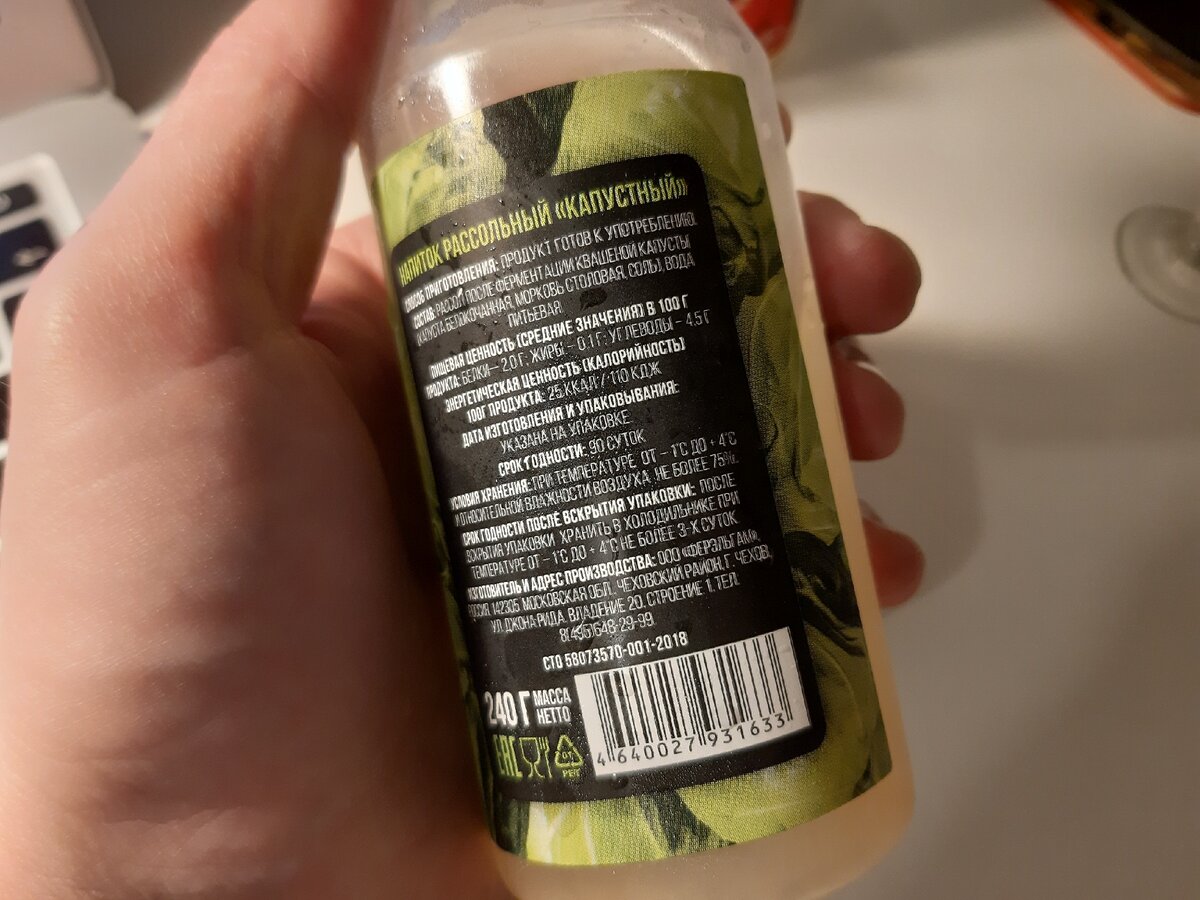 НАПИТОК РАССОЛЬНЫЙ «КАПУСТНЫЙ»
СПОСОБ ПРИГОТОВЛЕНИЯ: ПРОДУКТ ГОТОВ К УПОТРЕБЛЕНИЮ.
СОСТАВ: РАССОЛ ПОСЛЕ ФЕРМЕНТАЦИИ КВАШЕНОЙ КАПУСТЫ
(КАПУСТА БЕЛОКОЧАННАЯ, МОРКОВЬ СТОЛОВАЯ, СОЛЬ), ВОДА
ПИТЬЕВАЯ.
ПИЩЕВАЯ ЦЕННОСТЬ (СРЕДНИЕ ЗНАЧЕНИЯ) В 100 Г
ПРОДУКТА: БЕЛКИ – 2,0 Г; ЖИРЫ – 0,1 Г; УГЛЕВОДЫ – 4,5 Г
ЭНЕРГЕТИЧЕСКАЯ ЦЕННОСТЬ (КАЛОРИЙНОСТЬ)
100Г ПРОДУКТА: 25 ККАЛ / 110 КДЖ
ДАТА ИЗГОТОВЛЕНИЯ И УПАКОВЫВАНИЯ:
УКАЗАНА НА УПАКОВКЕ
СРОК ГОДНОСТИ: 90 СУТОК
УСЛОВИЯ ХРАНЕНИЯ: ПРИ ТЕМПЕРАТУРЕ ОТ – 1°С ДО + 4°С
И ОТНОСИТЕЛЬНОЙ ВЛАЖНОСТИ ВОЗДУХА НЕ БОЛЕЕ 75%.
СРОК ГОДНОСТИ ПОСЛЕ ВСКРЫТИЯ УПАКОВКИ: ПОСЛЕ
ВСКРЫТИЯ УПАКОВКИ ХРАНИТЬ В ХОЛОДИЛЬНИКЕ ПРИ
ТЕМПЕРАТУРЕ ОТ – 1°С ДО + 4°С НЕ БОЛЕЕ 3-Х СУТОК
ИЗГОТОВИТЕЛЬ И АДРЕС ПРОИЗВОДСТВА: ООО «ФЕРЭЛЬГАМ»,
РОССИЯ 142306, МОСКОВСКАЯ ОБЛ., ЧЕХОВСКИЙ РАЙОН, Г. ЧЕХОВ,
УЛ. ДЖОНА РИДА, ВЛАДЕНИЕ 20, СТРОЕНИЕ 1. ТЕЛ.
8(495)648-29-99.
СТО 58073570-001-2018
240 Г МАССА
НЕТТО
ЕАС 01
PET
4 640027 931633